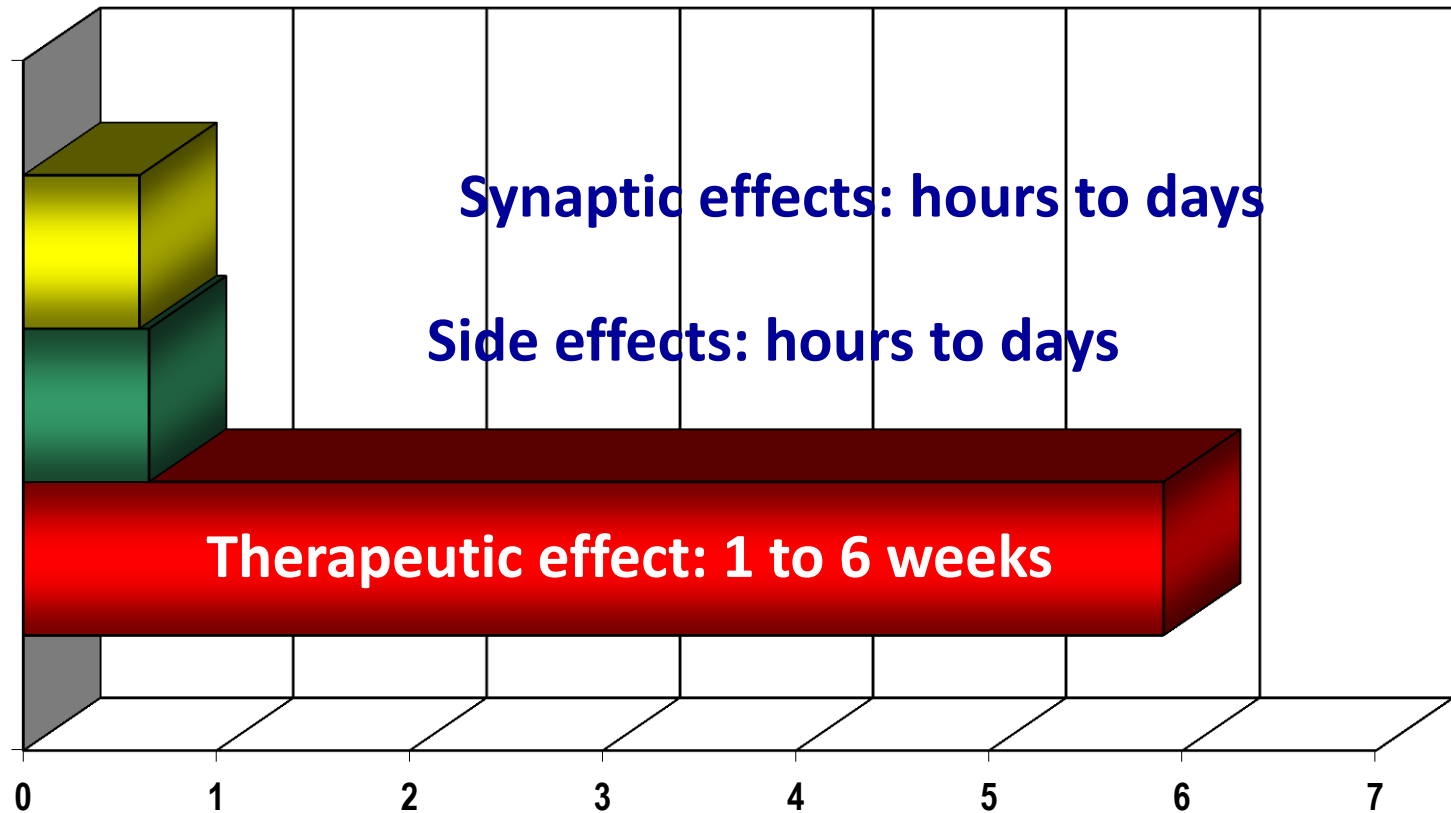 Synaptic effects: hours to days
Side effects: hours to days
Therapeutic effect: 1 to 6 weeks
0 1 2 3 4 5 6 7